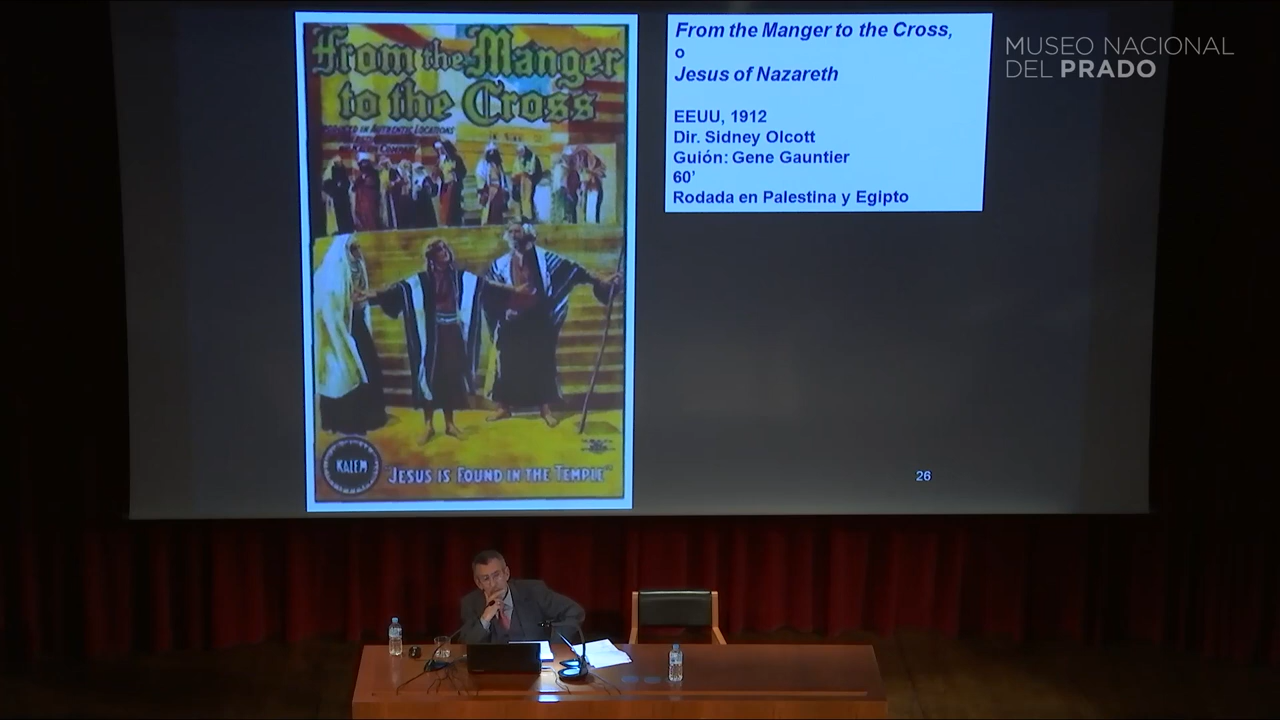 From the Manger
to the Cross
AUTHENTIC LOCATIONS
KALEM
"JESUS IS FOUND IN THE TEMPLE"
From the Manger to the Cross,
o
Jesus of Nazareth
EEUU, 1912
Dir. Sidney Olcott
Guión: Gene Gauntier
60’
Rodada en Palestina y Egipto
26
MUSEO NACIONAL
DEL PRADO